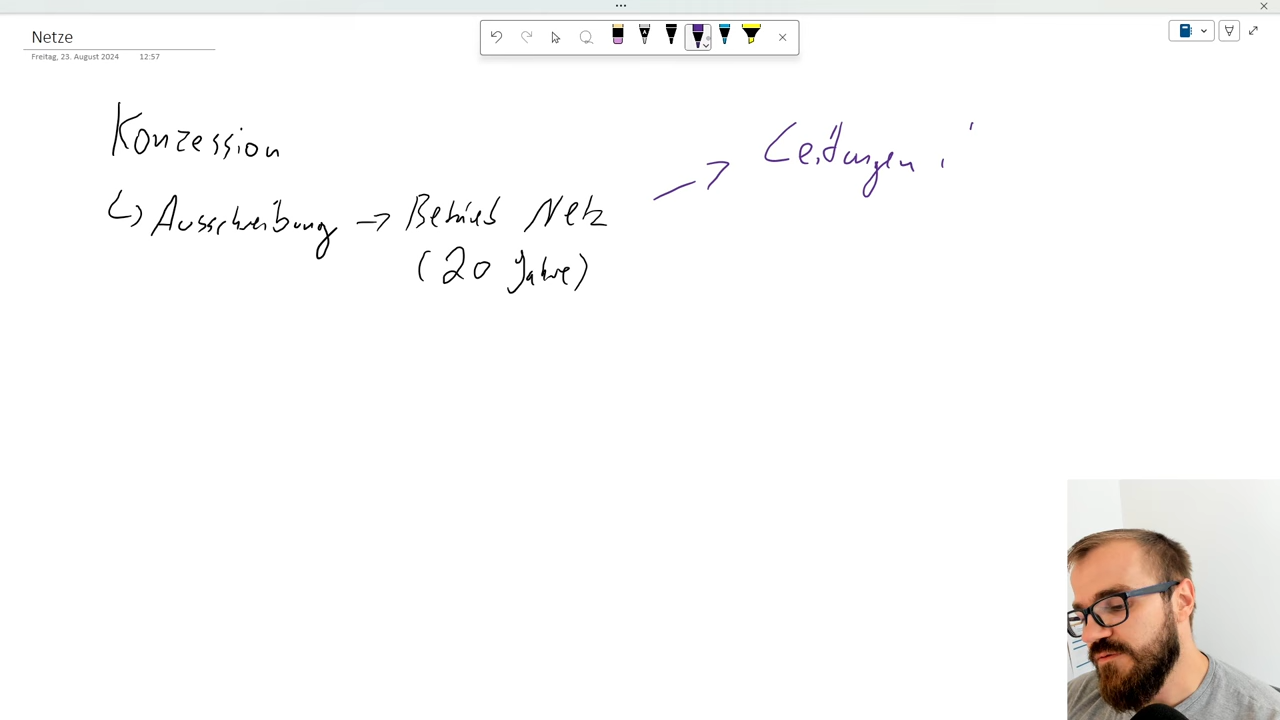 Netze
Freitag, 23. August 2024 12:57
Konzession
↳ Ausschreibung → Betrieb Netz
(20 Jahre)
→ Leitungen i